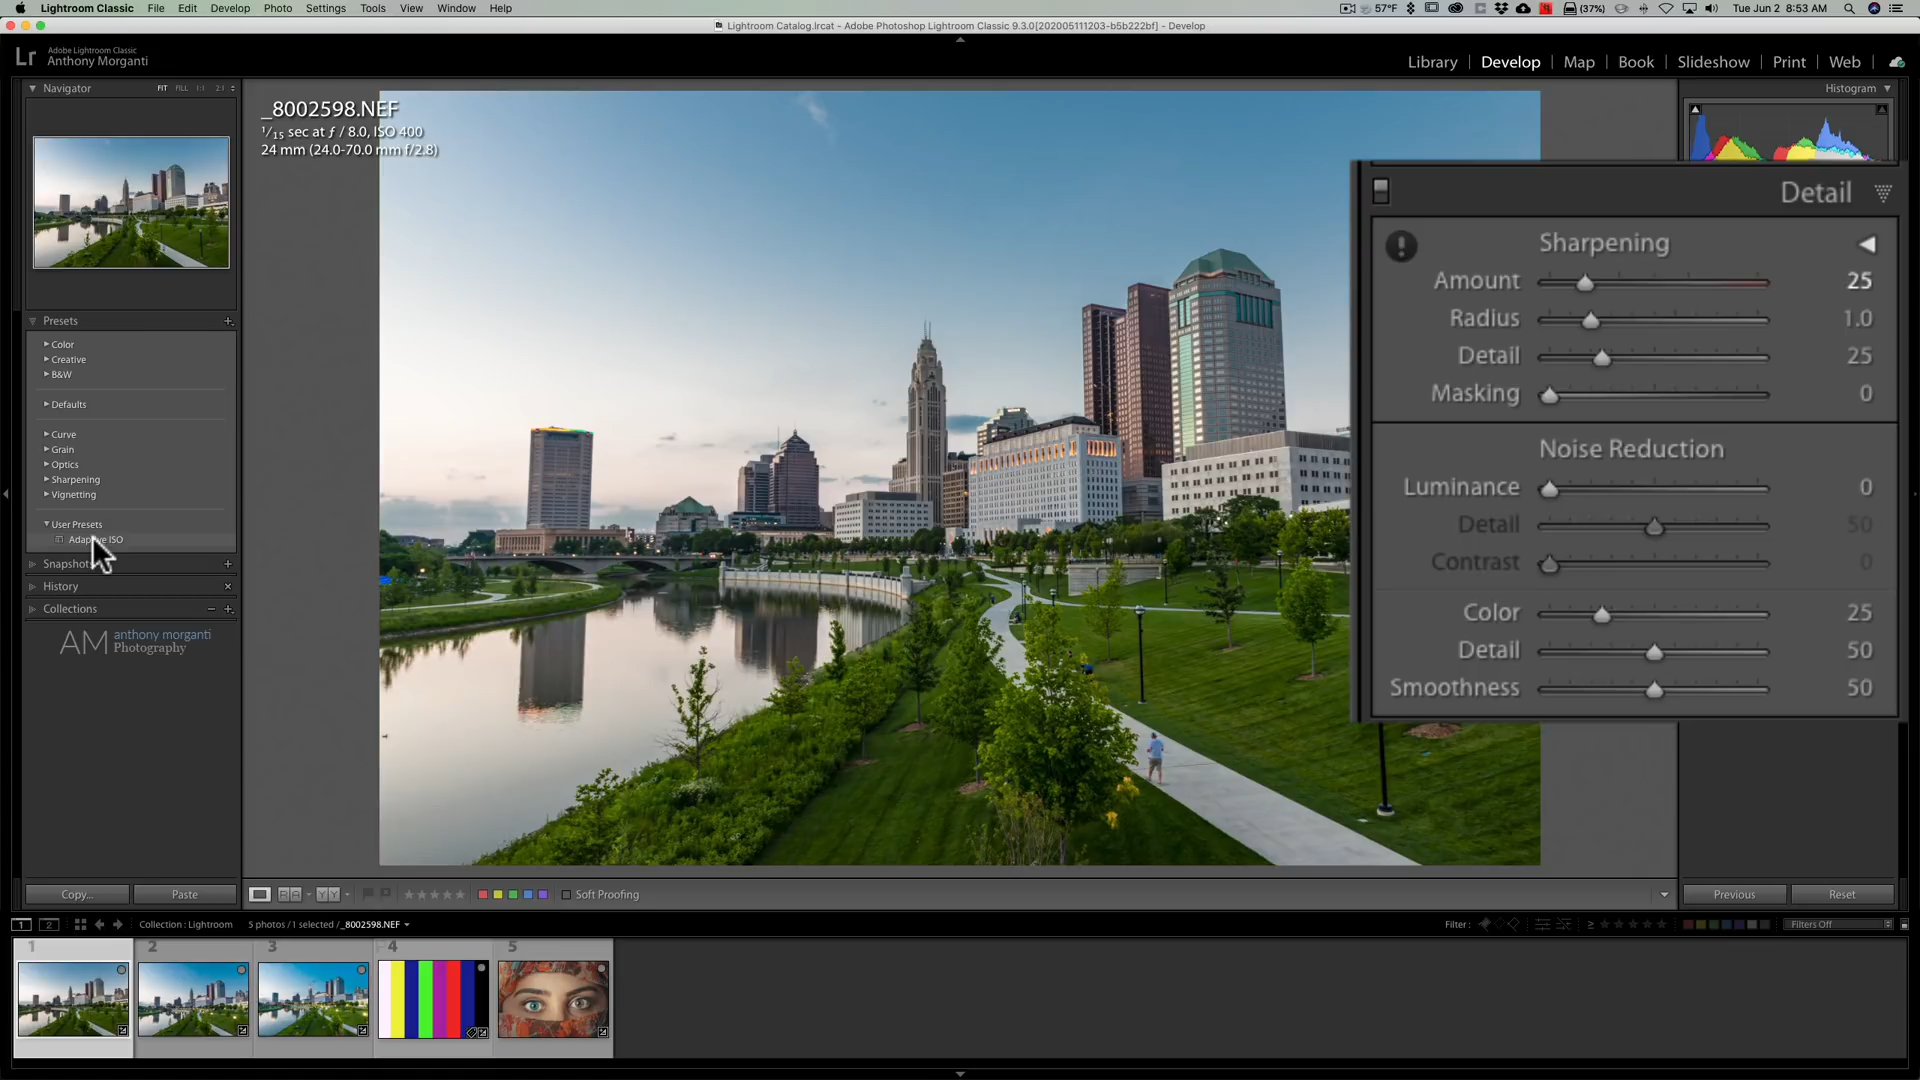 Lightroom Classic File Edit Develop Photo Settings Tools View Window Help
57°F (37%) Tue Jun 2 8:53 AM
Lightroom Catalog.lrcat - Adobe Photoshop Lightroom Classic 9.3.0[202005111203-b5b222bf] - Develop
Lr Adobe Lightroom Classic
Anthony Morganti
Library | Develop | Map | Book | Slideshow | Print | Web
Navigator FIT FILL 1:1 2:1
Histogram
_8002598.NEF
1/15 sec at ƒ / 8.0, ISO 400
24 mm (24.0-70.0 mm f/2.8)
Detail
Sharpening
Amount 25
Radius 1.0
Detail 25
Masking 0
Noise Reduction
Luminance 0
Detail 50
Contrast 0
Color 25
Detail 50
Smoothness 50
Presets +
Color
Creative
B&W
Defaults
Curve
Grain
Optics
Sharpening
Vignetting
User Presets
ISO
History
Collections
AM anthony morganti
Photography
Copy... Paste
Soft Proofing
Previous Reset
1 2 Collection : Lightroom 5 photos / 1 selected / _8002598.NEF
Filter : Filters Off
1 2 3 4 5